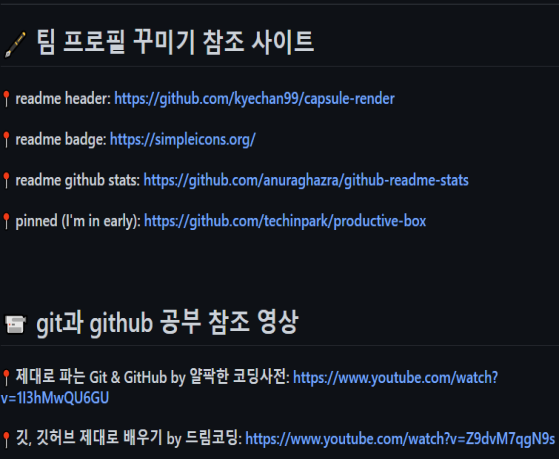 팀 프로필 꾸미기 참조 사이트
readme header: https://github.com/kyechan99/capsule-render
readme badge: https://simpleicons.org/
readme github stats: https://github.com/anuraghazra/github-readme-stats
pinned (I'm in early): https://github.com/techinpark/productive-box
git과 github 공부 참조 영상
제대로 파는 Git & GitHub by 얄팍한 코딩사전: https://www.youtube.com/watch?
v=1I3hMwQU6GU
깃, 깃허브 제대로 배우기 by 드림코딩: https://www.youtube.com/watch?v=Z9dvM7qgN9s